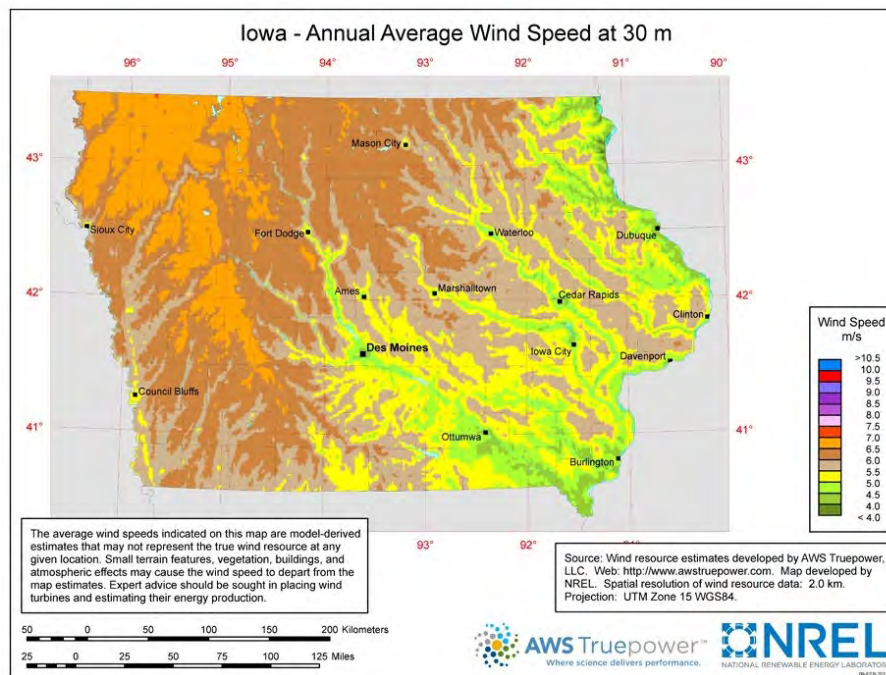 Iowa - Annual Average Wind Speed at 30 m
96° 95° 94° 93° 92° 91° 90°
Mason City
43° 43°
Sioux City
Fort Dodge
Waterloo
Dubuque
42° 42°
Ames
Marshalltown
Cedar Rapids
Clinton
Des Moines
Iowa City
Davenport
Council Bluffs
41° 41°
Ottumwa
Burlington
93° 92° 91°
Wind Speed
m/s
>10.5
10.0
9.5
9.0
8.5
8.0
7.5
7.0
6.5
6.0
5.5
5.0
4.5
4.0
< 4.0
The average wind speeds indicated on this map are model-derived
estimates that may not represent the true wind resource at any
given location. Small terrain features, vegetation, buildings, and
atmospheric effects may cause the wind speed to depart from the
map estimates. Expert advice should be sought in placing wind
turbines and estimating their energy production.
Source: Wind resource estimates developed by AWS Truepower,
LLC. Web: http://www.awstruepower.com. Map developed by
NREL. Spatial resolution of wind resource data: 2.0 km.
Projection: UTM Zone 15 WGS84.
50 0 50 100 150 200 Kilometers
25 0 25 50 75 100 125 Miles
AWS Truepower™
Where science delivers performance.
NREL
NATIONAL RENEWABLE ENERGY LABORATORY